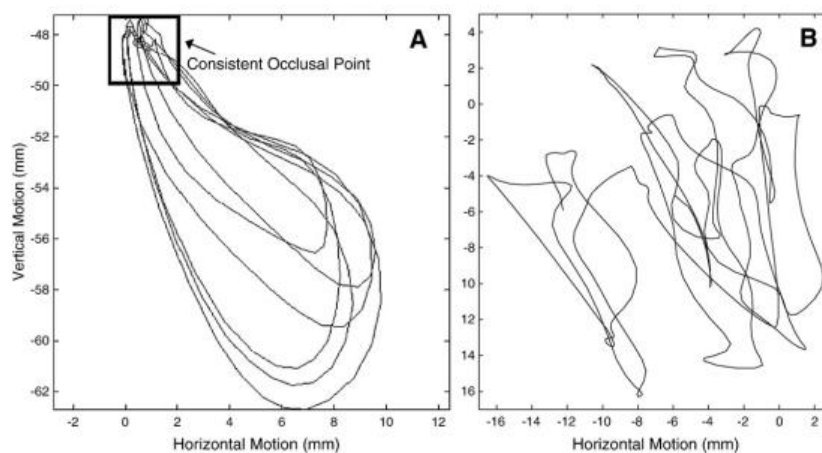 A
Consistent Occlusal Point
Vertical Motion (mm)
-48
-50
-52
-54
-56
-58
-60
-62
-2 0 2 4 6 8 10 12
Horizontal Motion (mm)
B
4
2
0
-2
-4
-6
-8
10
12
14
16
-16 -14 -12 -10 -8 -6 -4 -2 0 2
Horizontal Motion (mm)